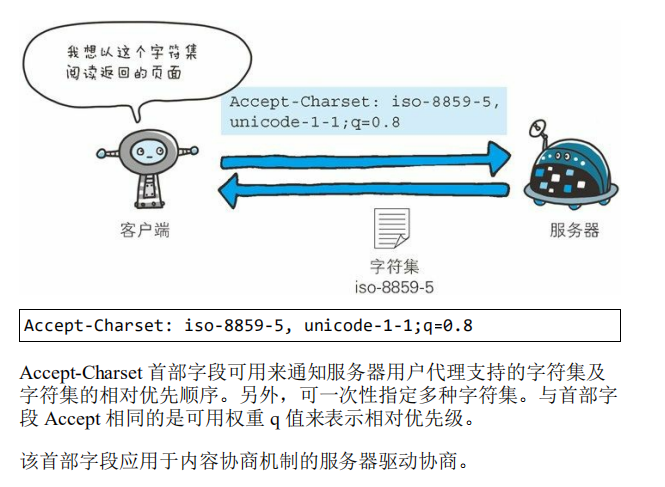 我想以这个字符集
阅读返回的页面
Accept-Charset: iso-8859-5,
unicode-1-1;q=0.8
客户端
服务器
字符集
iso-8859-5
Accept-Charset: iso-8859-5, unicode-1-1;q=0.8
Accept-Charset 首部字段可用来通知服务器用户代理支持的字符集及
字符集的相对优先顺序。另外，可一次性指定多种字符集。与首部字
段 Accept 相同的是可用权重 q 值来表示相对优先级。
该首部字段应用于内容协商机制的服务器驱动协商。